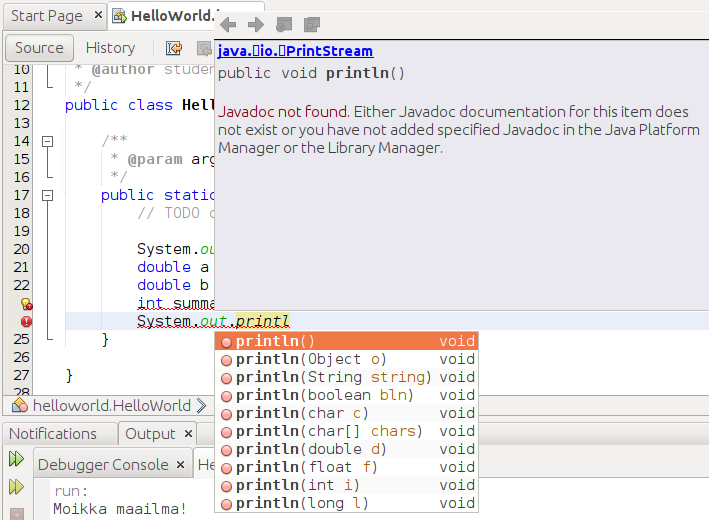 Start Page × HelloWorld.
Source History
java.▯io.▯PrintStream
public void println()
Javadoc not found. Either Javadoc documentation for this item does
not exist or you have not added specified Javadoc in the Java Platform
Manager or the Library Manager.
10 * @author studen
11 */
12 public class Hell
13
14 /**
15 * @param arg
16 */
17 public static
18 // TODO c
19
20 System.ou
21 double a
22 double b
int summa
System.out.printl
25 }
26
27 }
28
println() void
println(Object o) void
println(String string) void
println(boolean bln) void
println(char c) void
println(char[] chars) void
println(double d) void
println(float f) void
println(int i) void
println(long l) void
helloworld.HelloWorld
Notifications Output ×
Debugger Console × He
run:
Moikka maailma!